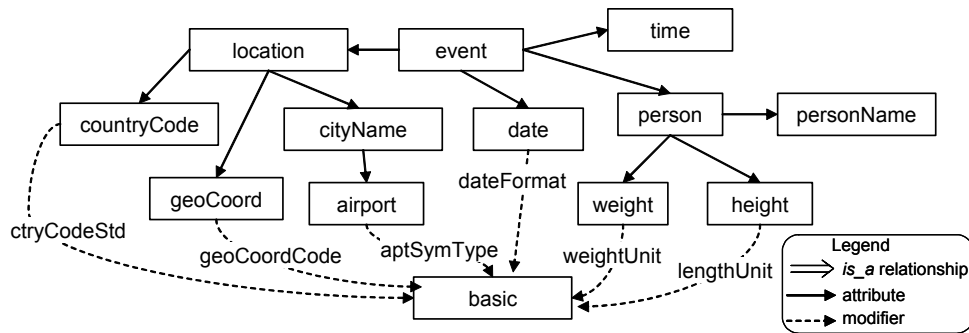 time
location
event
countryCode
cityName
date
person
personName
dateFormat
geoCoord
airport
weight
height
ctryCodeStd
geoCoordCode
aptSymType
weightUnit
lengthUnit
basic
Legend
is_a relationship
attribute
modifier